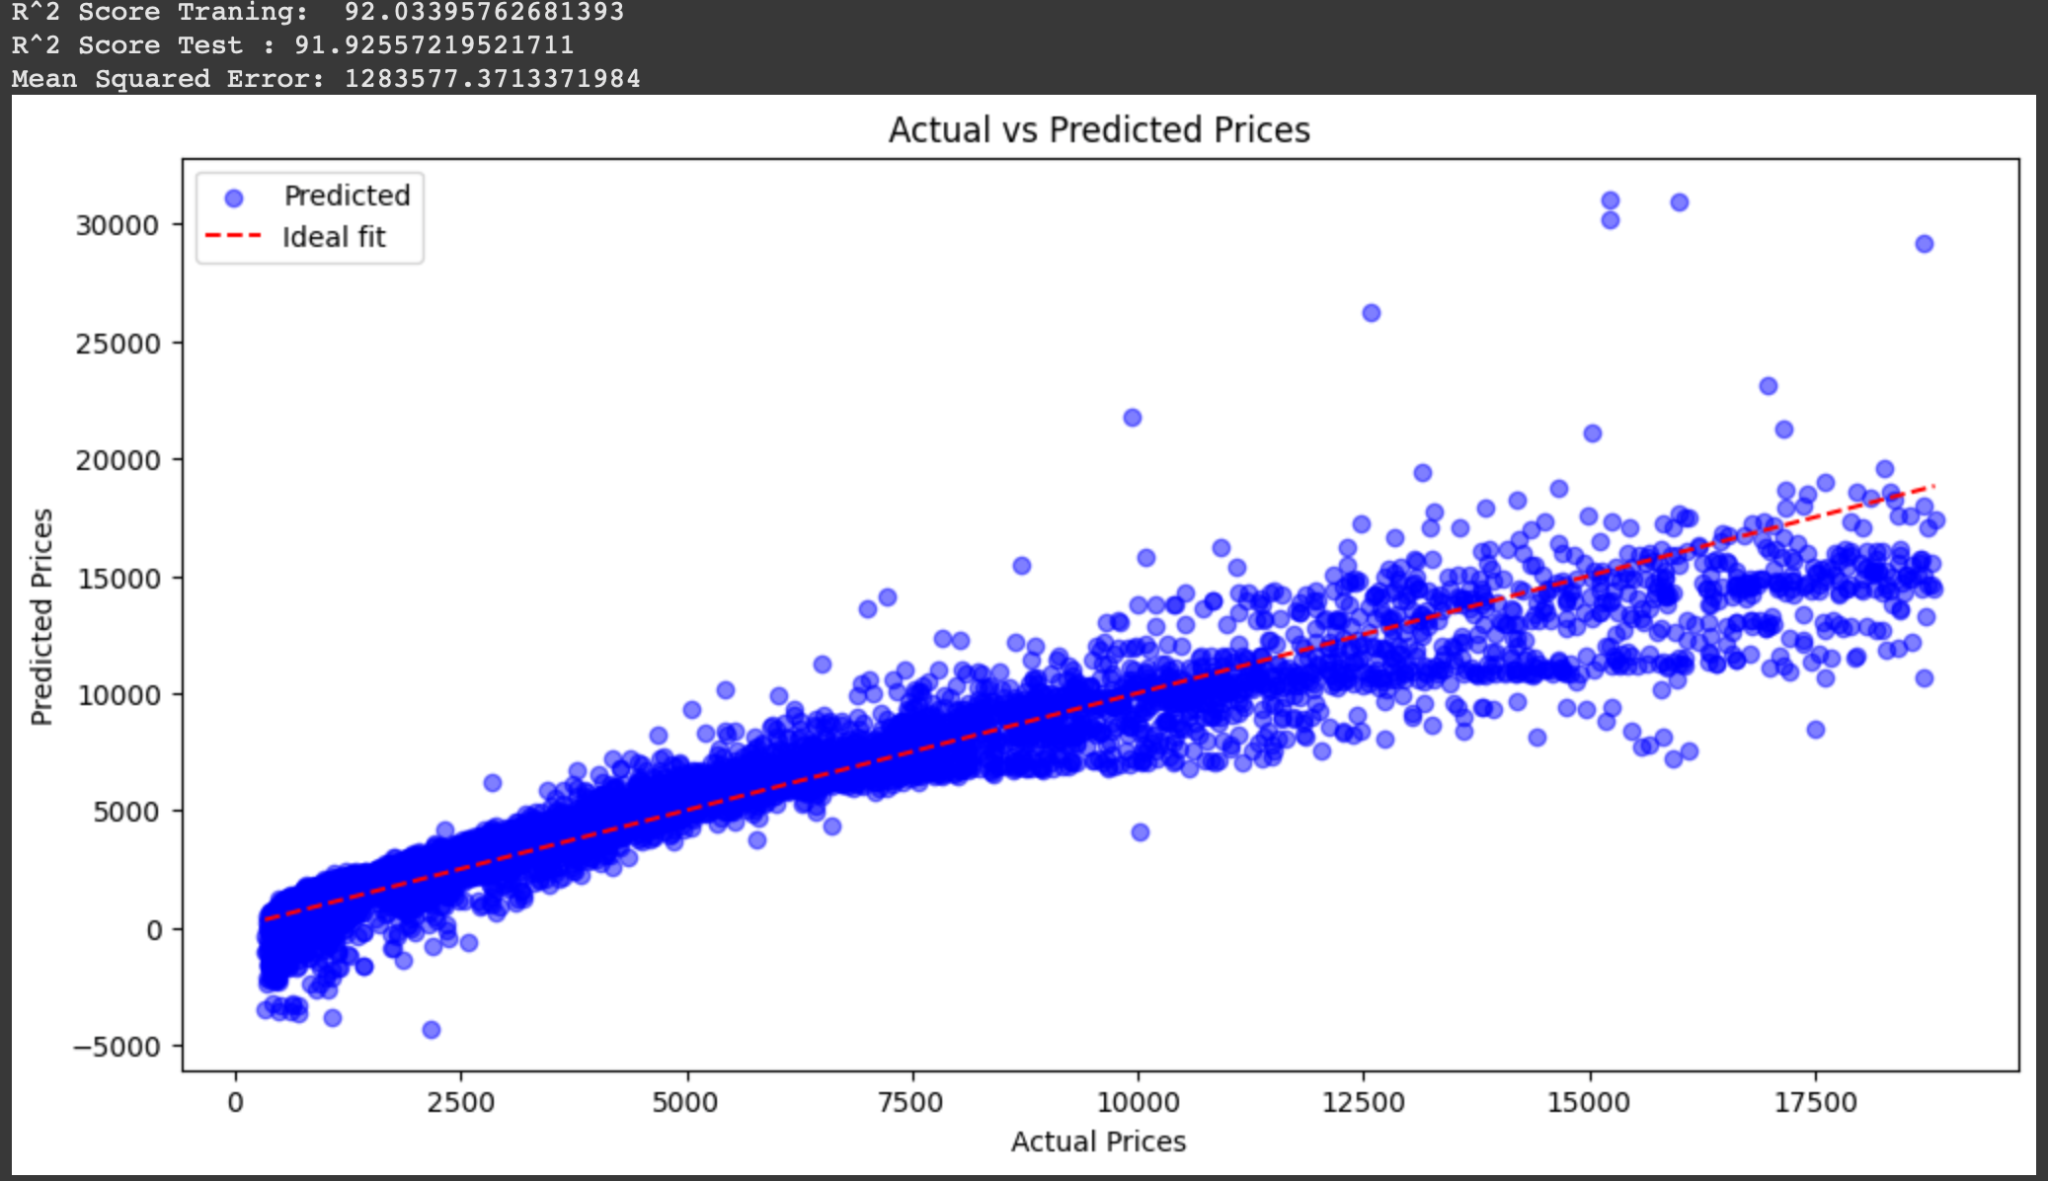 R^2 Score Traning:  92.03395762681393
R^2 Score Test : 91.92557219521711
Mean Squared Error: 1283577.3713371984
Actual vs Predicted Prices
Predicted
Ideal fit
30000
25000
20000
15000
10000
5000
0
−5000
Predicted Prices
0 2500 5000 7500 10000 12500 15000 17500
Actual Prices